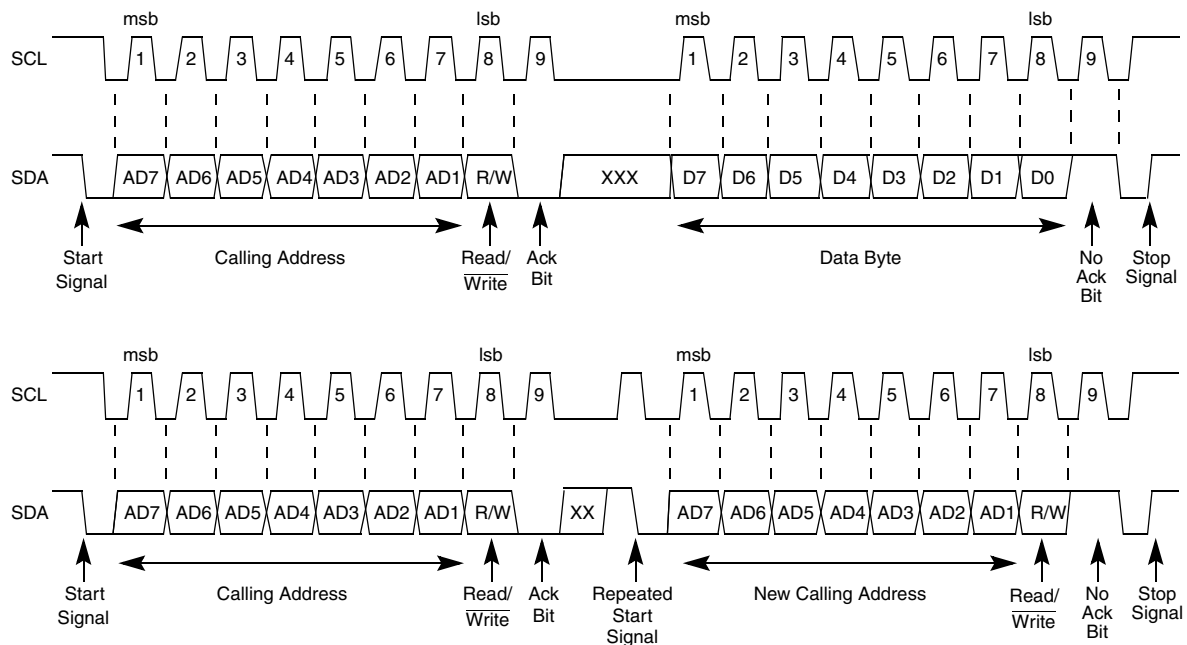 msb lsb msb lsb
SCL 1 2 3 4 5 6 7 8 9 1 2 3 4 5 6 7 8 9
SDA AD7 AD6 AD5 AD4 AD3 AD2 AD1 R/W XXX D7 D6 D5 D4 D3 D2 D1 D0
Start Calling Address Read/ Ack Data Byte No Stop
Signal Write Bit Ack Signal
Bit
msb lsb msb lsb
SCL 1 2 3 4 5 6 7 8 9 1 2 3 4 5 6 7 8 9
SDA AD7 AD6 AD5 AD4 AD3 AD2 AD1 R/W XX AD7 AD6 AD5 AD4 AD3 AD2 AD1 R/W
Start Calling Address Read/ Ack Repeated New Calling Address Read/ No Stop
Signal Write Bit Start Write Ack Signal
Signal Bit